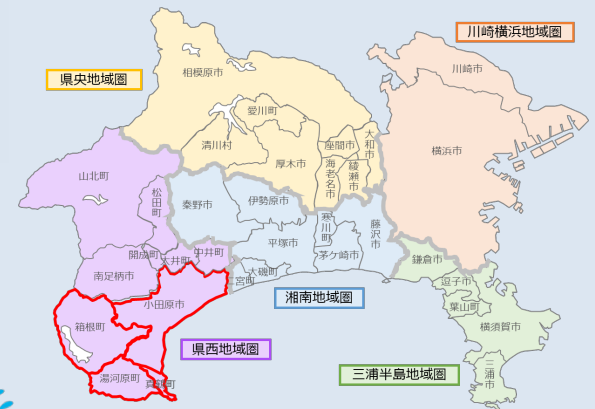 川崎横浜地域圏
川崎市
県央地域圏
相模原市
愛川町
清川村
厚木市
座間市
大和市
海老名市
綾瀬市
横浜市
山北町
松田町
秦野市
伊勢原市
寒川町
藤沢市
平塚市
茅ケ崎市
開成町
大井町
中井町
南足柄市
大磯町
二宮町
鎌倉市
逗子市
葉山町
湘南地域圏
小田原市
箱根町
横須賀市
県西地域圏
三浦市
三浦半島地域圏
湯河原町
真鶴町